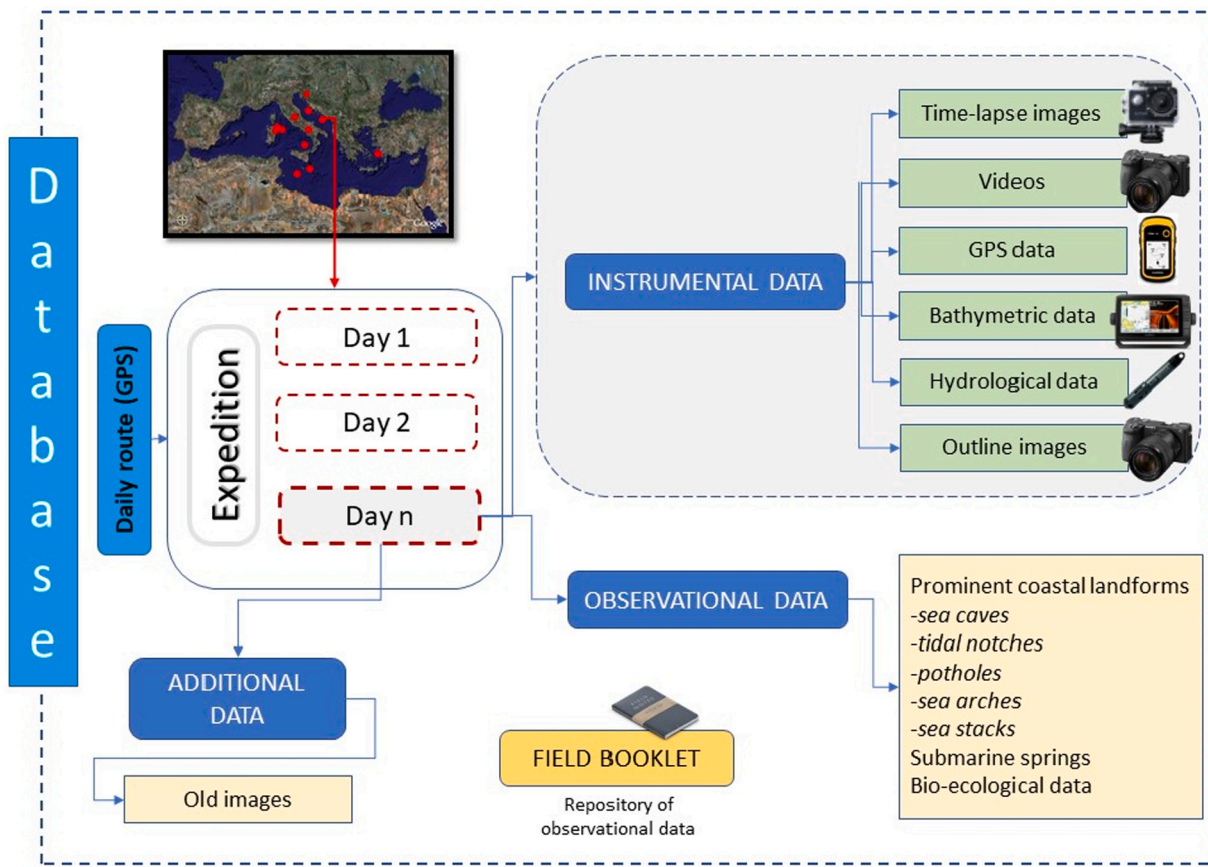 Database
Google
Daily route (GPS)
Expedition
Day 1
Day 2
Day n
INSTRUMENTAL DATA
Time-lapse images
Videos
GPS data
Bathymetric data
Hydrological data
Outline images
OBSERVATIONAL DATA
Prominent coastal landforms
-sea caves
-tidal notches
-potholes
-sea arches
-sea stacks
Submarine springs
Bio-ecological data
ADDITIONAL
DATA
Old images
FIELD BOOKLET
Repository of
observational data